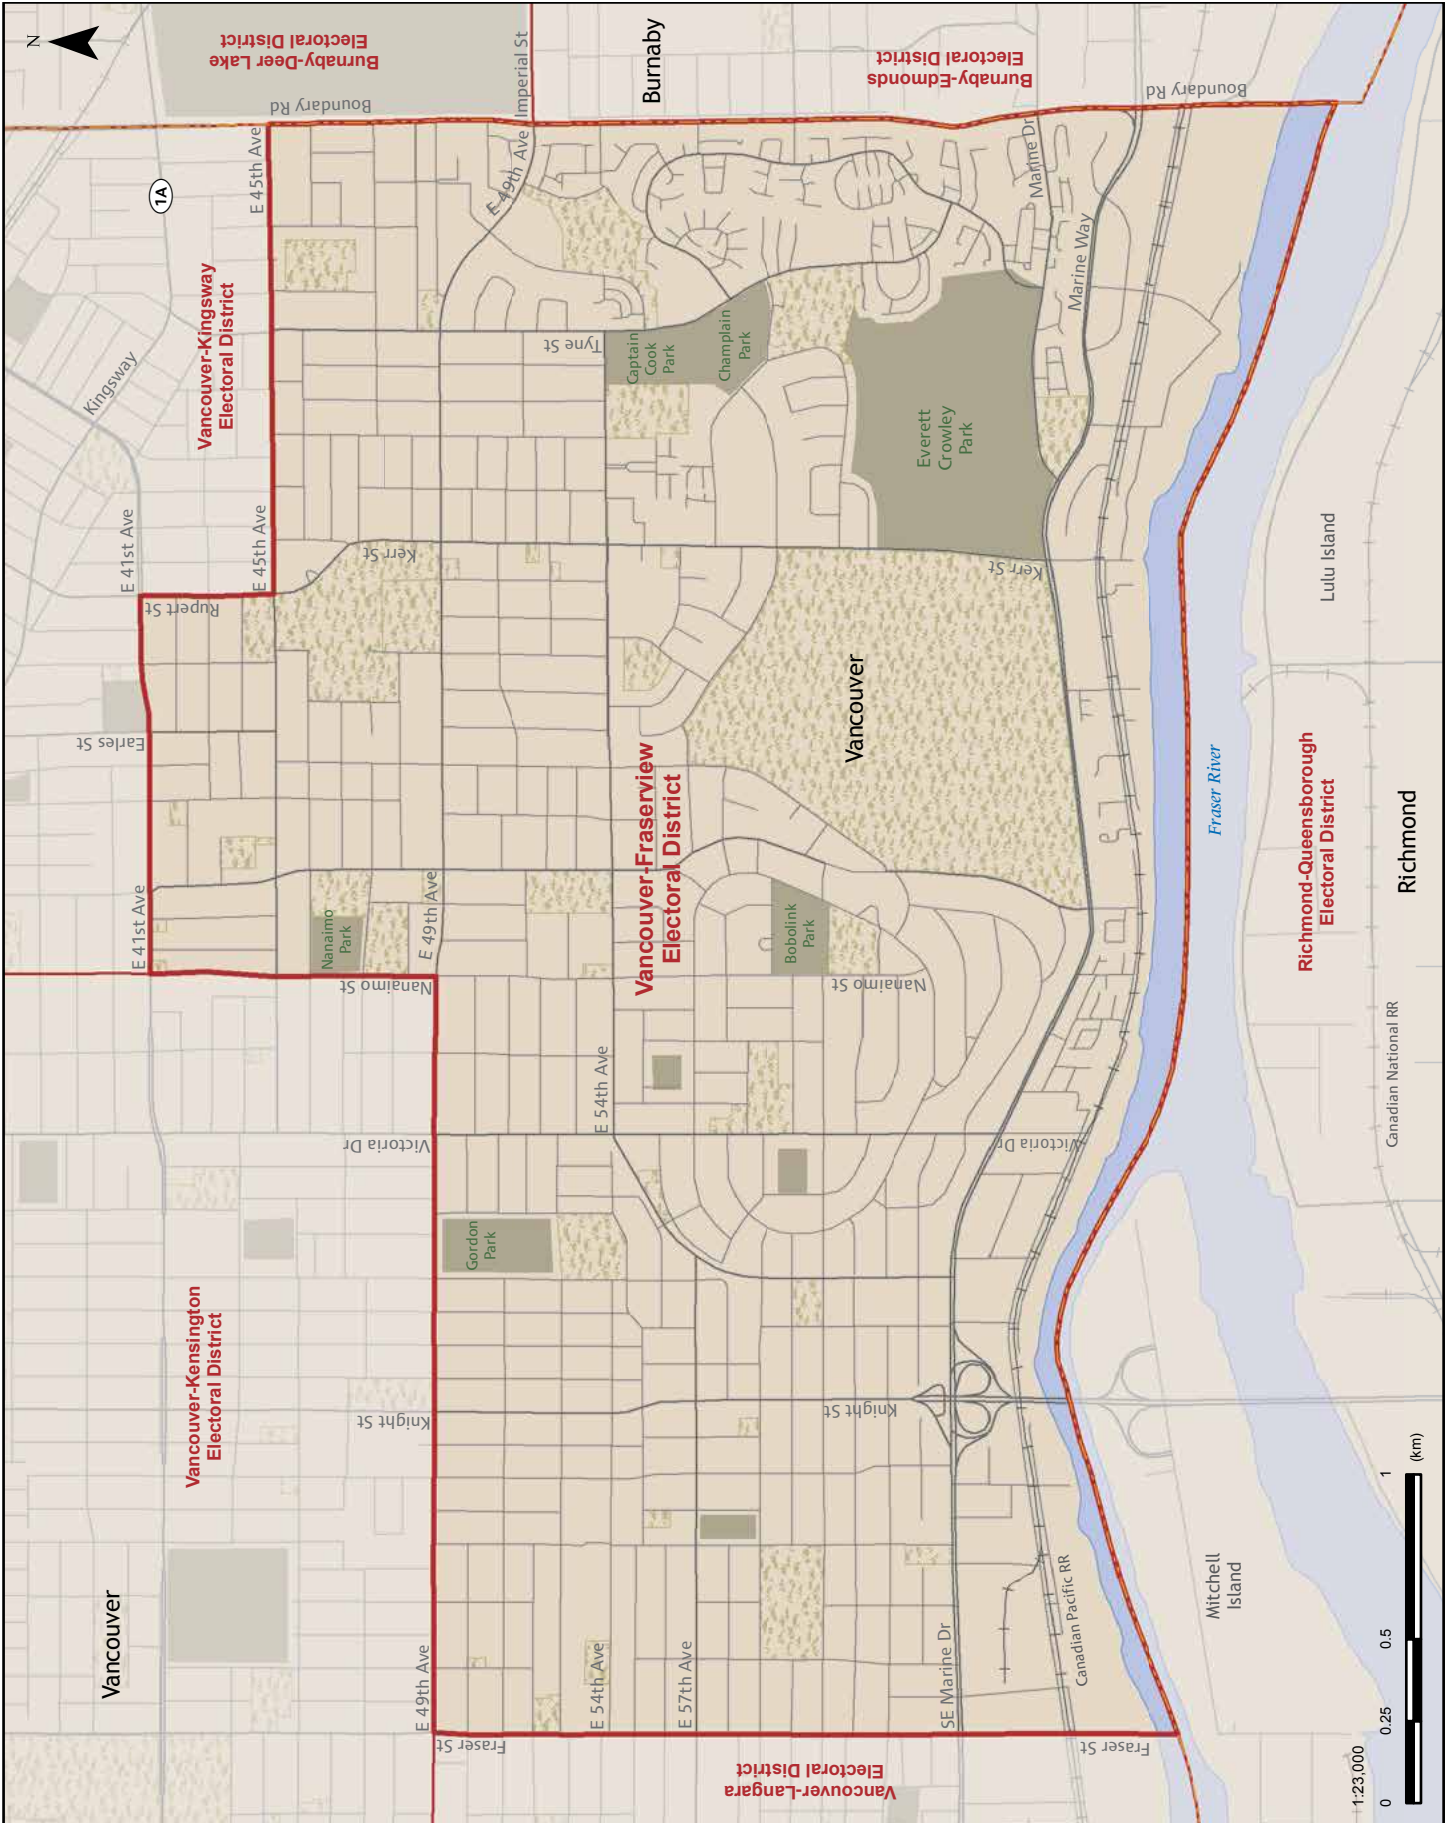 N
Burnaby-Deer Lake
Electoral District
Burnaby
Burnaby-Edmonds
Electoral District
Boundary Rd
Imperial St
Boundary Rd
1A
E 45th Ave
E 49th Ave
Marine Dr
Marine Way
Vancouver-Kingsway
Electoral District
Kingsway
Tyne St
Captain
Cook
Park
Champlain
Park
Everett
Crowley
Park
E 41st Ave
E 45th Ave
Rupert St
Kerr St
Kerr St
Lulu Island
Earles St
Vancouver
Vancouver-Fraserview
Electoral District
Fraser River
Richmond-Queensborough
Electoral District
Richmond
E 41st Ave
Nanaimo
Park
E 49th Ave
Bobolink
Park
Nanaimo St
Nanaimo St
Canadian National RR
E 54th Ave
Victoria Dr
Victoria Dr
Gordon
Park
Vancouver-Kensington
Electoral District
Knight St
Knight St
Vancouver
E 49th Ave
E 54th Ave
E 57th Ave
SE Marine Dr
Canadian Pacific RR
Mitchell
Island
Fraser St
Fraser St
Vancouver-Langara
Electoral District
1:23,000
0
0.25
0.5
1
(km)